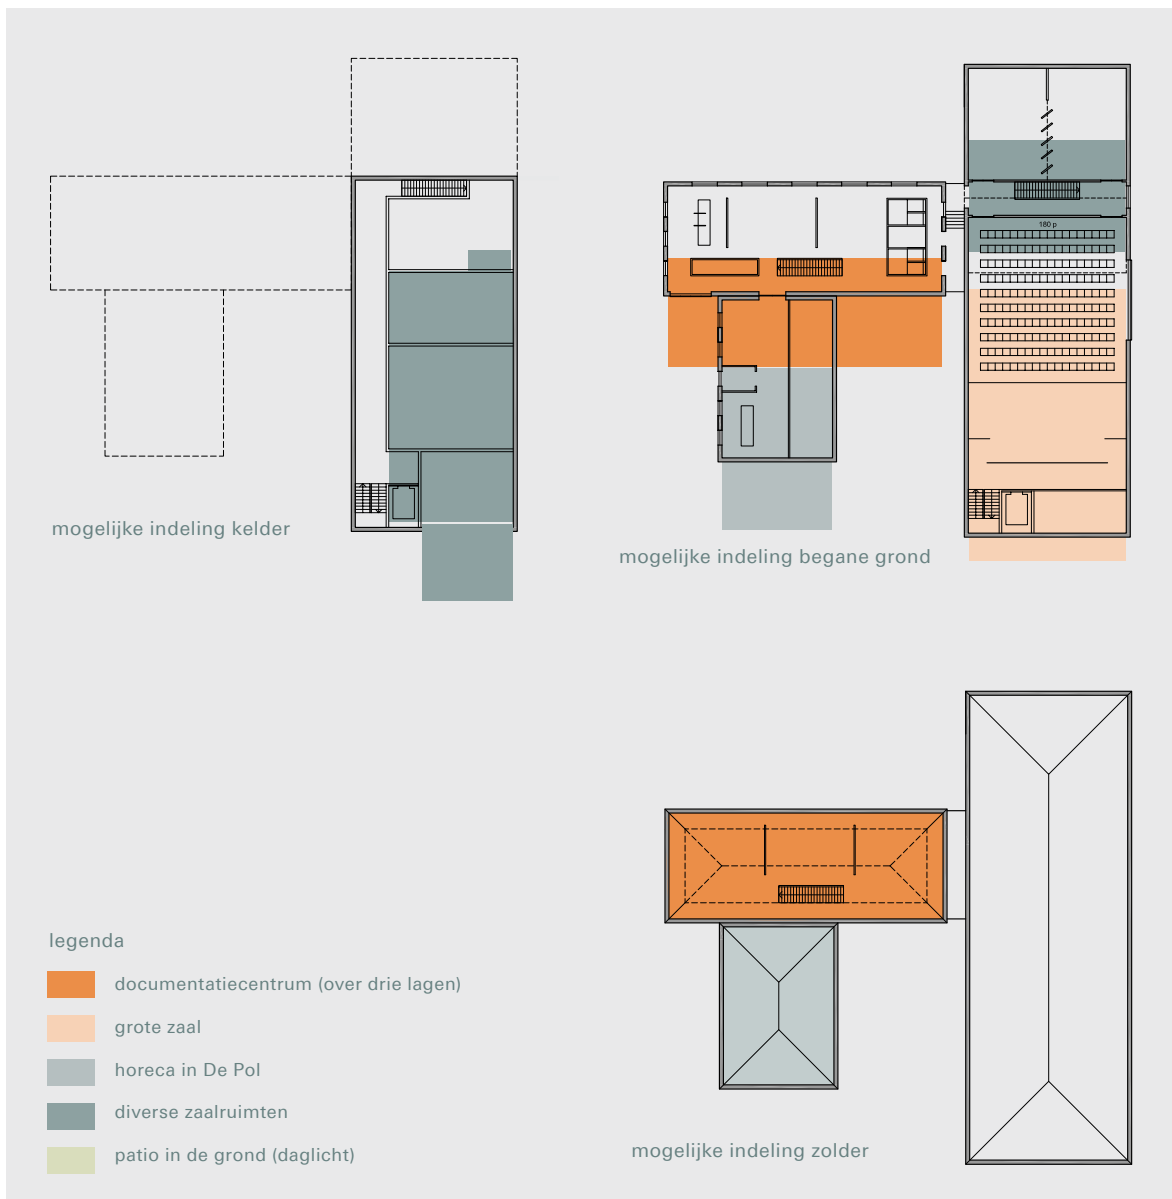 180 p
mogelijke indeling kelder
mogelijke indeling begane grond
legenda
documentatiecentrum (over drie lagen)
grote zaal
horeca in De Pol
diverse zaalruimten
patio in de grond (daglicht)
mogelijke indeling zolder